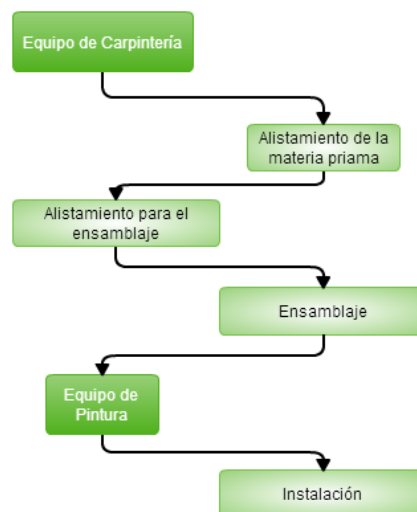 Equipo de Carpintería
Alistamiento de la
materia priama
Alistamiento para el
ensamblaje
Ensamblaje
Equipo de
Pintura
Instalación